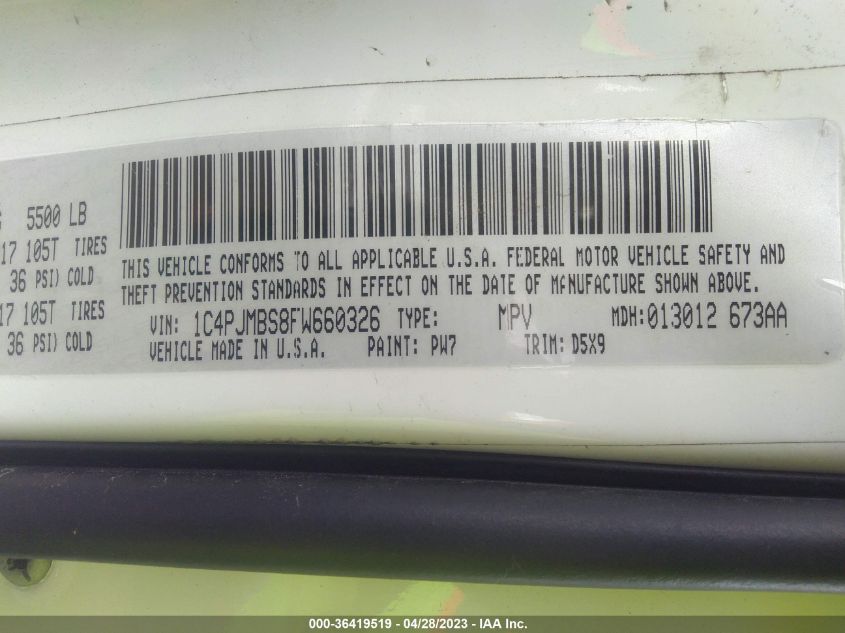 G 5500 LB
17 105T TIRES
36 PSI) COLD
17 105T TIRES
36 PSI) COLD
THIS VEHICLE CONFORMS TO ALL APPLICABLE U.S.A. FEDERAL MOTOR VEHICLE SAFETY AND
THEFT PREVENTION STANDARDS IN EFFECT ON THE DATE OF MANUFACTURE SHOWN ABOVE.
VIN: 1C4PJMBS8FW660326 TYPE: MPV MDH: 013012 673AA
VEHICLE MADE IN U.S.A. PAINT: PW7 TRIM: D5X9
000-36419519 / 04/28/2023 - IAA Inc.